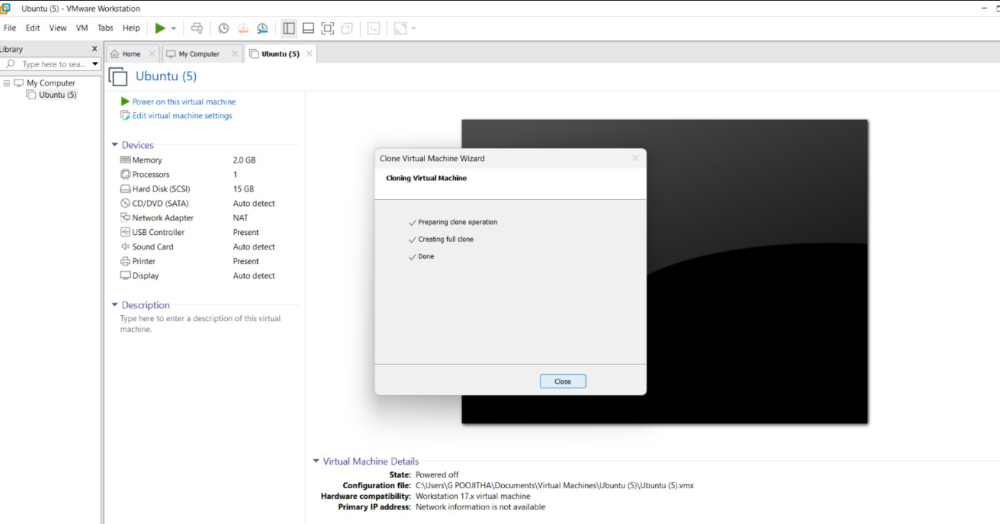 Ubuntu (5) - VMware Workstation
File Edit View VM Tabs Help
Library X
Type here to sea...
Home My Computer Ubuntu (5)
My Computer
Ubuntu (5)
Ubuntu (5)
Power on this virtual machine
Edit virtual machine settings
Devices
Memory 2.0 GB
Processors 1
Hard Disk (SCSI) 15 GB
CD/DVD (SATA) Auto detect
Network Adapter NAT
USB Controller Present
Sound Card Auto detect
Printer Present
Display Auto detect
Description
Type here to enter a description of this virtual
machine.
Clone Virtual Machine Wizard
Cloning Virtual Machine
Preparing clone operation
Creating full clone
Done
Close
Virtual Machine Details
State: Powered off
Configuration file: C:\Users\G POOJITHA\Documents\Virtual Machines\Ubuntu (5)\Ubuntu (5).vmx
Hardware compatibility: Workstation 17.x virtual machine
Primary IP address: Network information is not available